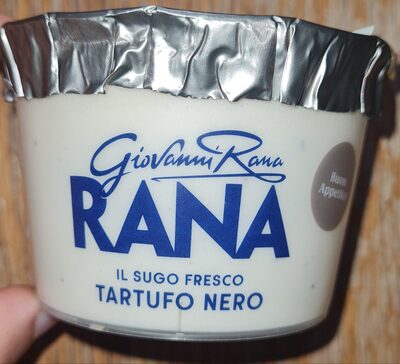 Giovanni Rana
RANA
IL SUGO FRESCO
TARTUFO NERO
Buon
Appetito